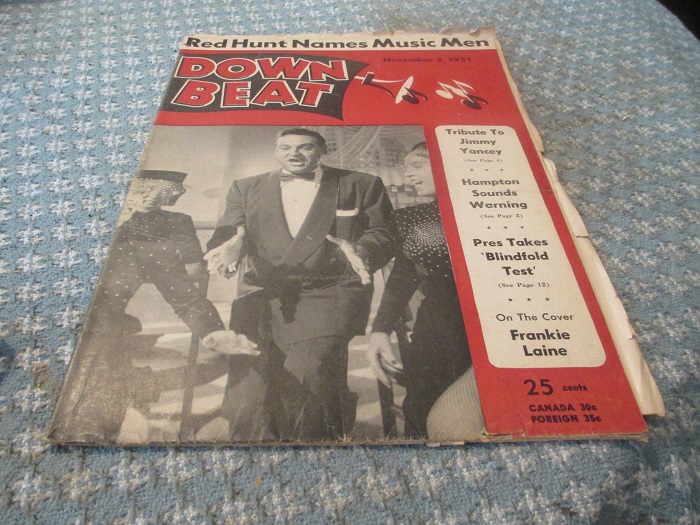 Red Hunt Names Music Men
DOWN
BEAT
November 2, 1951
Tribute To
Jimmy
Yancey
(See Page 4)
* * *
Hampton
Sounds
Warning
(See Page 2)
* * *
Pres Takes
'Blindfold
Test'
(See Page 12)
* * *
On The Cover
Frankie
Laine
25 cents
CANADA 30c
FOREIGN 35c